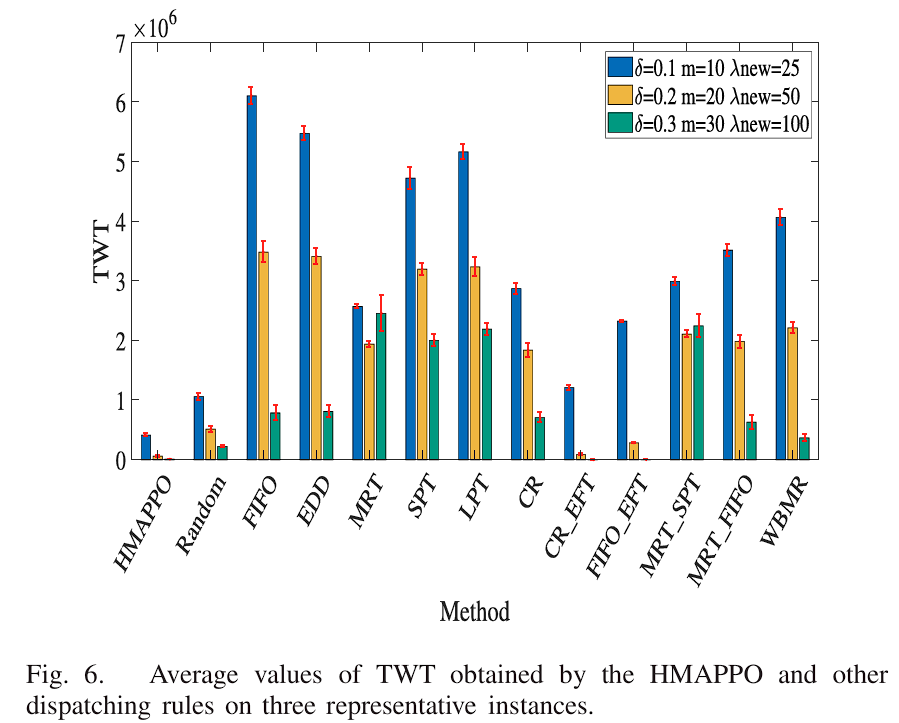 ×10⁶
7
6
5
4
3
2
1
0
TWT
δ=0.1 m=10 λnew=25
δ=0.2 m=20 λnew=50
δ=0.3 m=30 λnew=100
HMAPPO
Random
FIFO
EDD
MRT
SPT
LPT
CR
CR_EFT
FIFO_EFT
MRT_SPT
MRT_FIFO
WBMR
Method
Fig. 6. Average values of TWT obtained by the HMAPPO and other
dispatching rules on three representative instances.